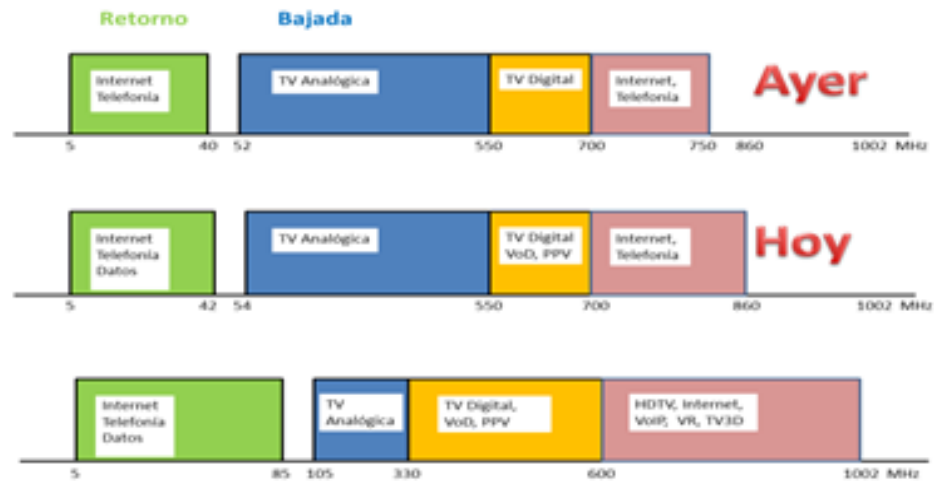 Retorno Bajada
Internet
Telefonía
TV Analógica
TV Digital
Internet,
Telefonía
Ayer
5 40 52 550 700 750 860 1002 MHz
Internet
Telefonía
Datos
TV Analógica
TV Digital
VoD, PPV
Internet,
Telefonía
Hoy
5 42 54 550 700 860 1002 MHz
Internet
Telefonía
Datos
TV
Analógica
TV Digital,
VoD, PPV
HDTV, Internet,
VoIP, VR, TV3D
5 85 105 330 600 1002 MHz